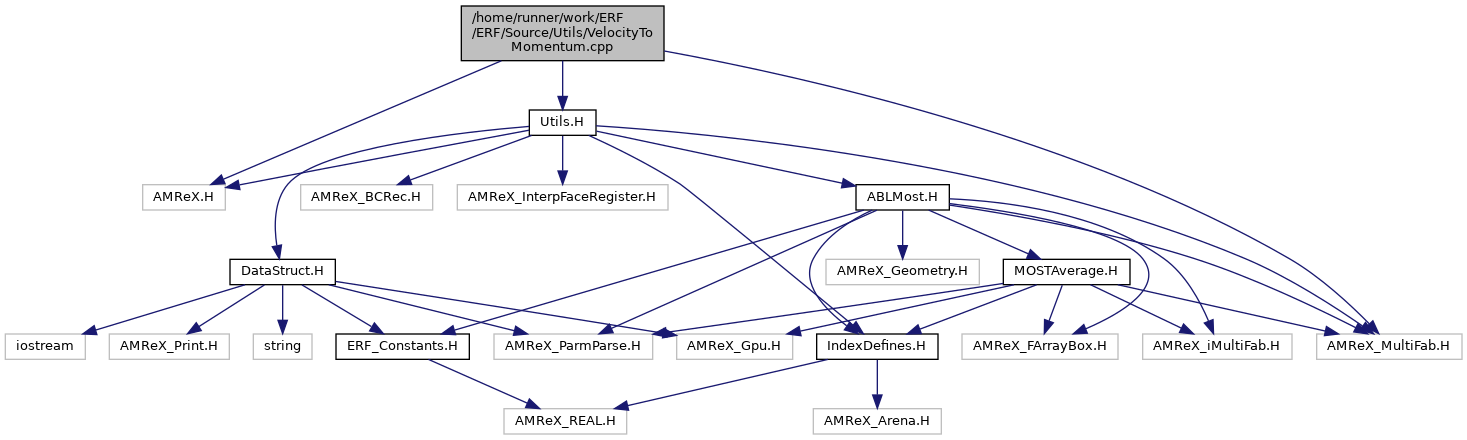 /home/runner/work/ERF
/ERF/Source/Utils/VelocityTo
Momentum.cpp
Utils.H
AMReX.H
AMReX_BCRec.H
AMReX_InterpFaceRegister.H
ABLMost.H
DataStruct.H
AMReX_Geometry.H
MOSTAverage.H
iostream
AMReX_Print.H
string
ERF_Constants.H
AMReX_ParmParse.H
AMReX_Gpu.H
IndexDefines.H
AMReX_FArrayBox.H
AMReX_iMultiFab.H
AMReX_MultiFab.H
AMReX_REAL.H
AMReX_Arena.H